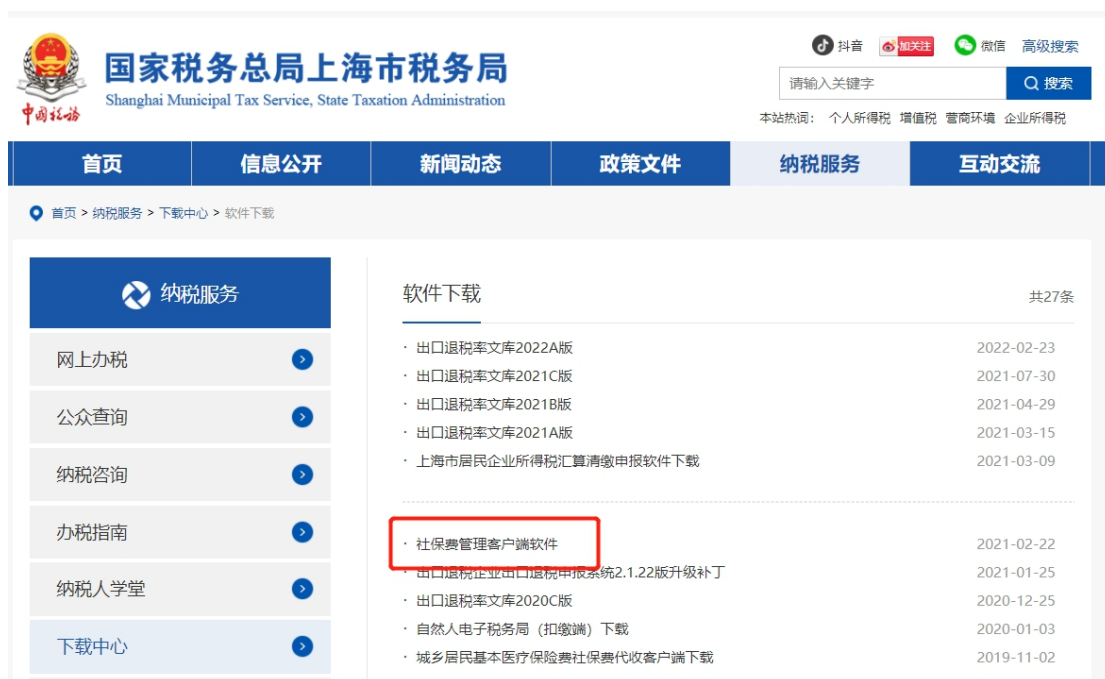 抖音 加关注 微信 高级搜索
国家税务总局上海市税务局
Shanghai Municipal Tax Service, State Taxation Administration
中国税务
请输入关键字 搜索
本站热词： 个人所得税 增值税 营商环境 企业所得税
首页 信息公开 新闻动态 政策文件 纳税服务 互动交流
首页 > 纳税服务 > 下载中心 > 软件下载
纳税服务
网上办税
公众查询
纳税咨询
办税指南
纳税人学堂
下载中心
软件下载 共27条
· 出口退税率文库2022A版 2022-02-23
· 出口退税率文库2021C版 2021-07-30
· 出口退税率文库2021B版 2021-04-29
· 出口退税率文库2021A版 2021-03-15
· 上海市居民企业所得税汇算清缴申报软件下载 2021-03-09
· 社保费管理客户端软件 2021-02-22
· 出口退税企业出口退税申报系统2.1.22版升级补丁 2021-01-25
· 出口退税率文库2020C版 2020-12-25
· 自然人电子税务局（扣缴端）下载 2020-01-03
· 城乡居民基本医疗保险费社保费代收客户端下载 2019-11-02